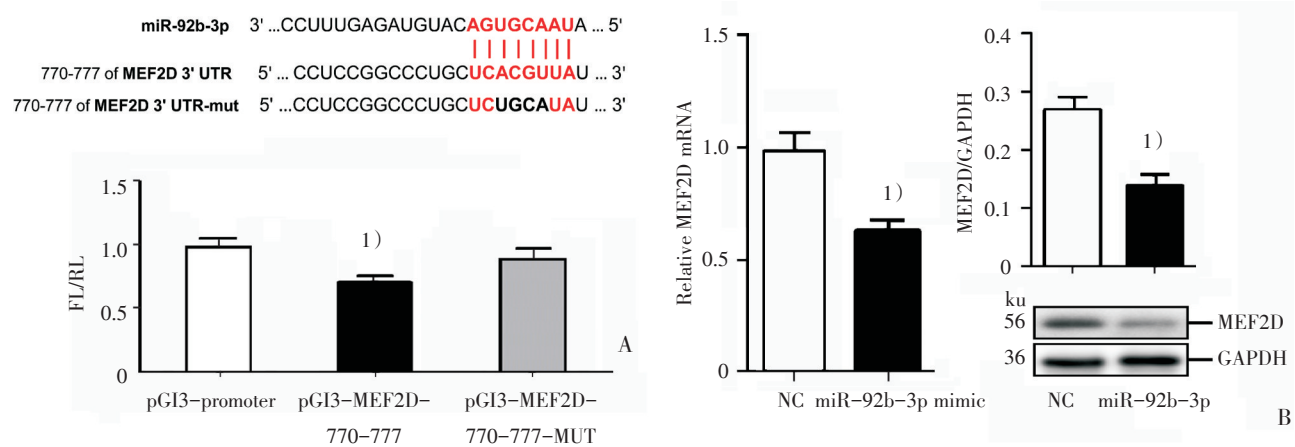 miR-92b-3p 3' ...CCUUUGAGAUGUACAGUGCAAUA ... 5'
770-777 of MEF2D 3' UTR 5' ... CCUCCGGCCCUGCUCACGUUAU ... 3'
770-777 of MEF2D 3' UTR-mut 5' ... CCUCCGGCCCUGCUCUGCAUAU ... 3'
FL/RL
1.5
1.0
0.5
0
1)
pGI3-promoter
pGI3-MEF2D-
770-777
pGI3-MEF2D-
770-777-MUT
A
Relative MEF2D mRNA
1.5
1.0
0.5
0
1)
NC
miR-92b-3p mimic
MEF2D/GAPDH
0.4
0.3
0.2
0.1
0
1)
ku
56
MEF2D
36
GAPDH
NC
miR-92b-3p
B